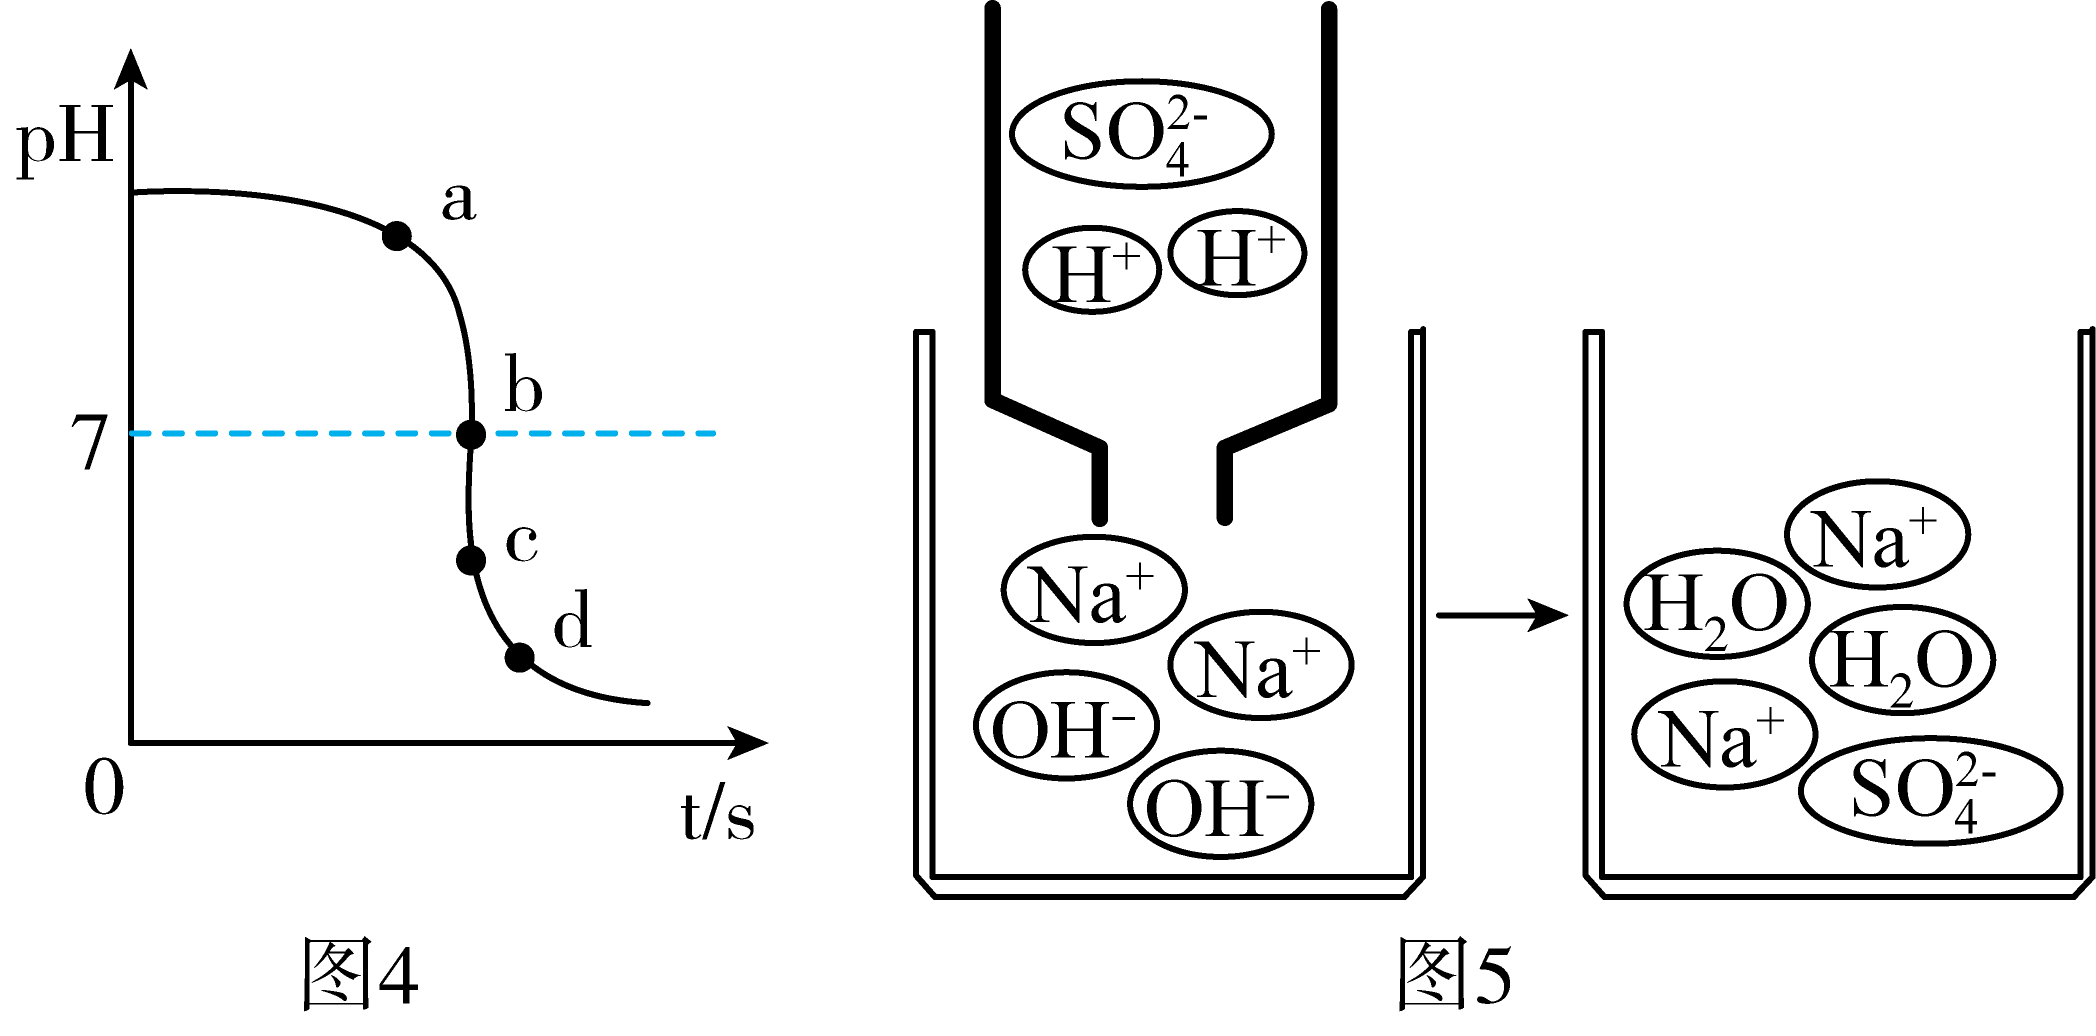 pH
a
b
7
c
d
0
t/s
图4
SO₄²⁻
H⁺
H⁺
Na⁺
Na⁺
OH⁻
OH⁻
Na⁺
H₂O
H₂O
Na⁺
SO₄²⁻
图5